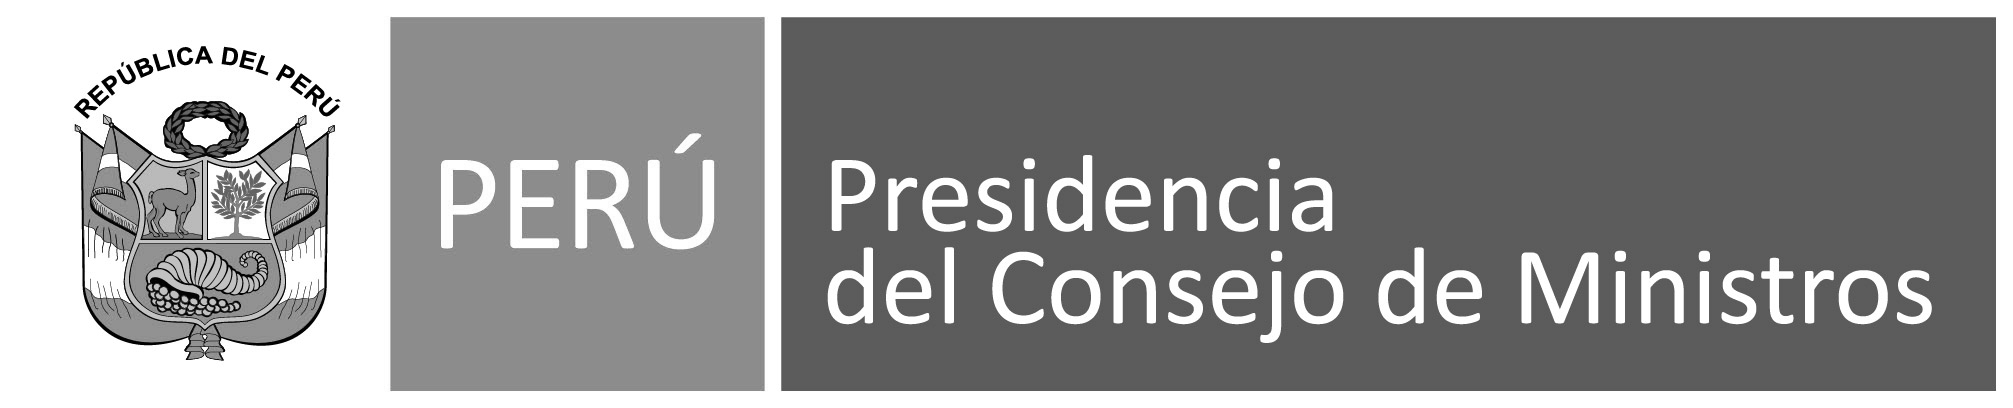 REPÚBLICA DEL PERÚ
PERÚ
Presidencia
del Consejo de Ministros